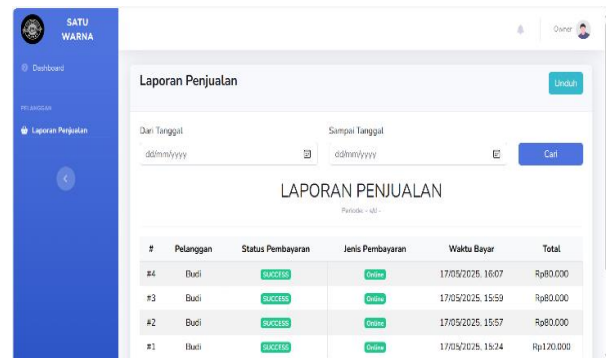 SATU
WARNA
Owner
Dashboard
PELANGGAN
Laporan Penjualan
Laporan Penjualan
Unduh
Dari Tanggal
Sampai Tanggal
dd/mm/yyyy
dd/mm/yyyy
Cari
LAPORAN PENJUALAN
Periode: - s/d -
# Pelanggan Status Pembayaran Jenis Pembayaran Waktu Bayar Total
#4 Budi SUCCESS Online 17/05/2025, 16:07 Rp80.000
#3 Budi SUCCESS Online 17/05/2025, 15:59 Rp80.000
#2 Budi SUCCESS Online 17/05/2025, 15:57 Rp80.000
#1 Budi SUCCESS Online 17/05/2025, 15:24 Rp120.000